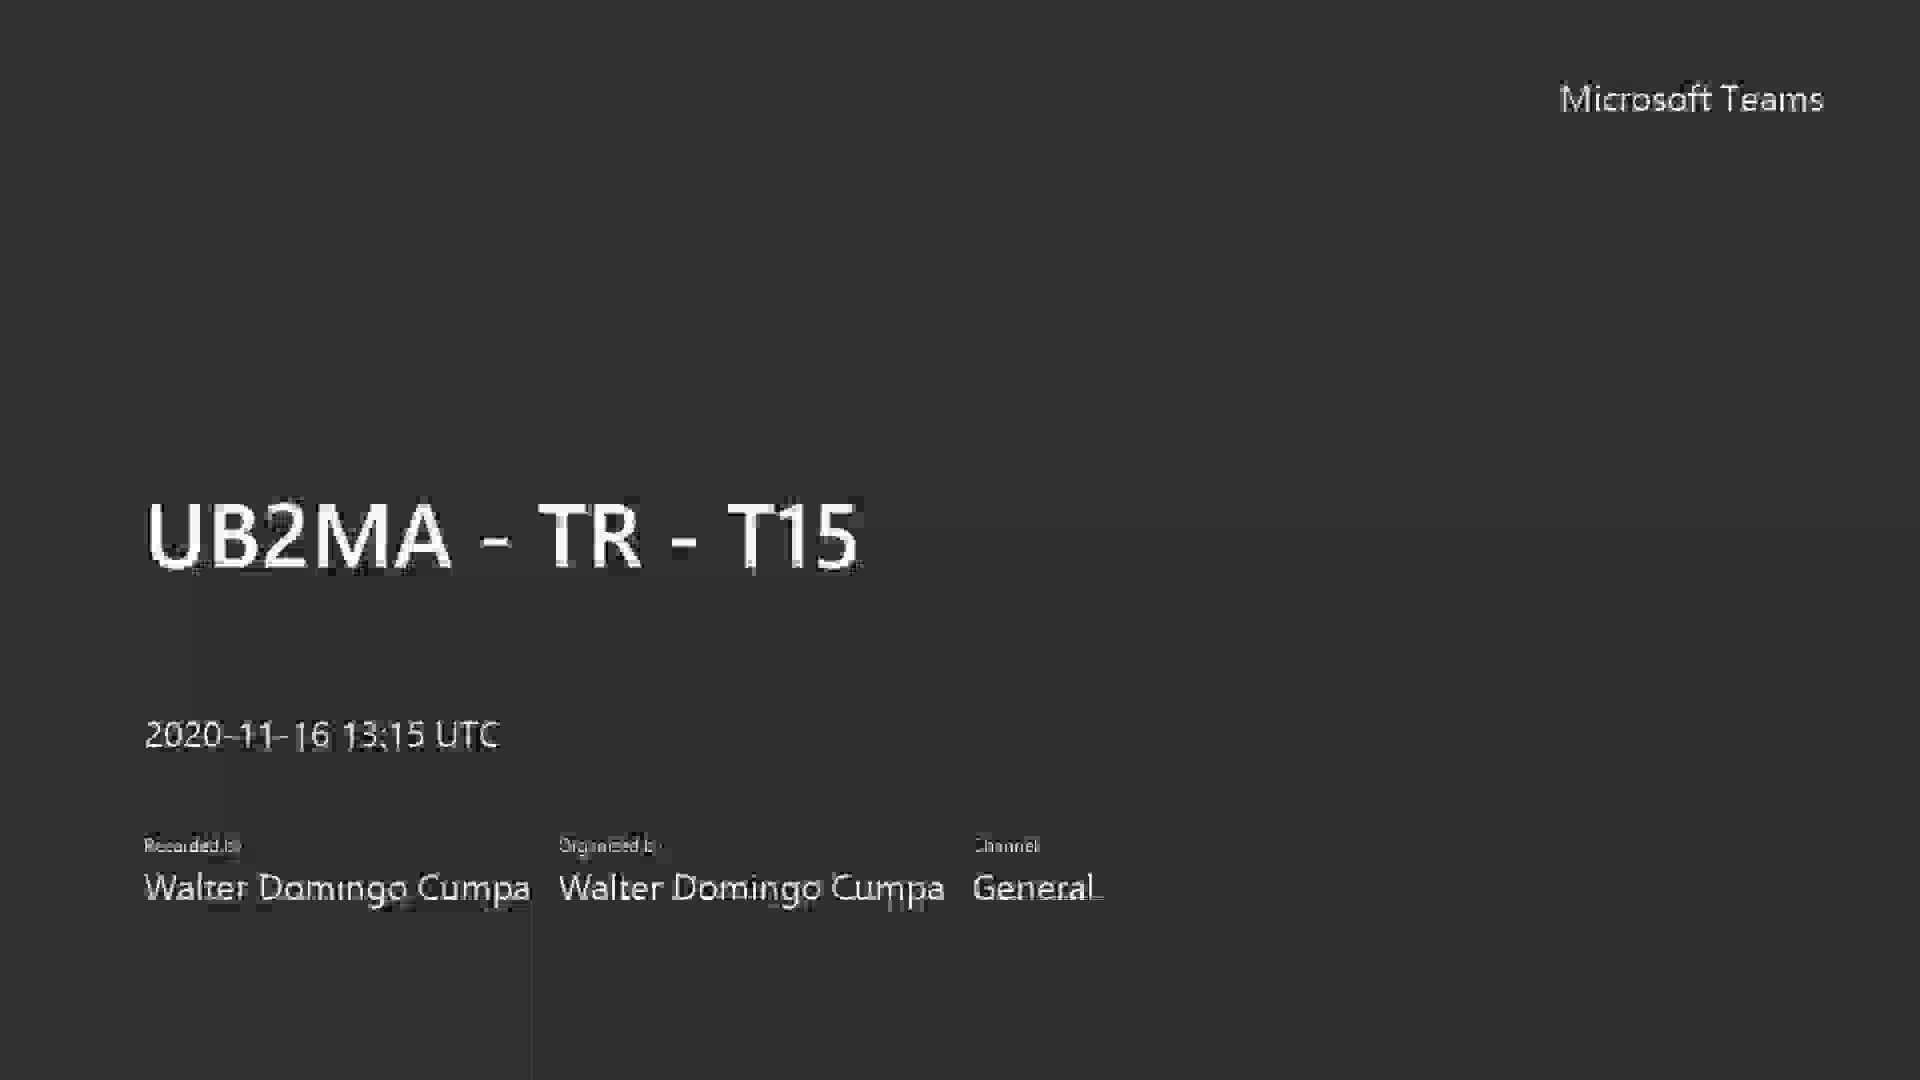 Microsoft Teams
UB2MA - TR - T15
2020-11-16 13:15 UTC
Recorded by Organized by Channel
Walter Domingo Cumpa Walter Domingo Cumpa General